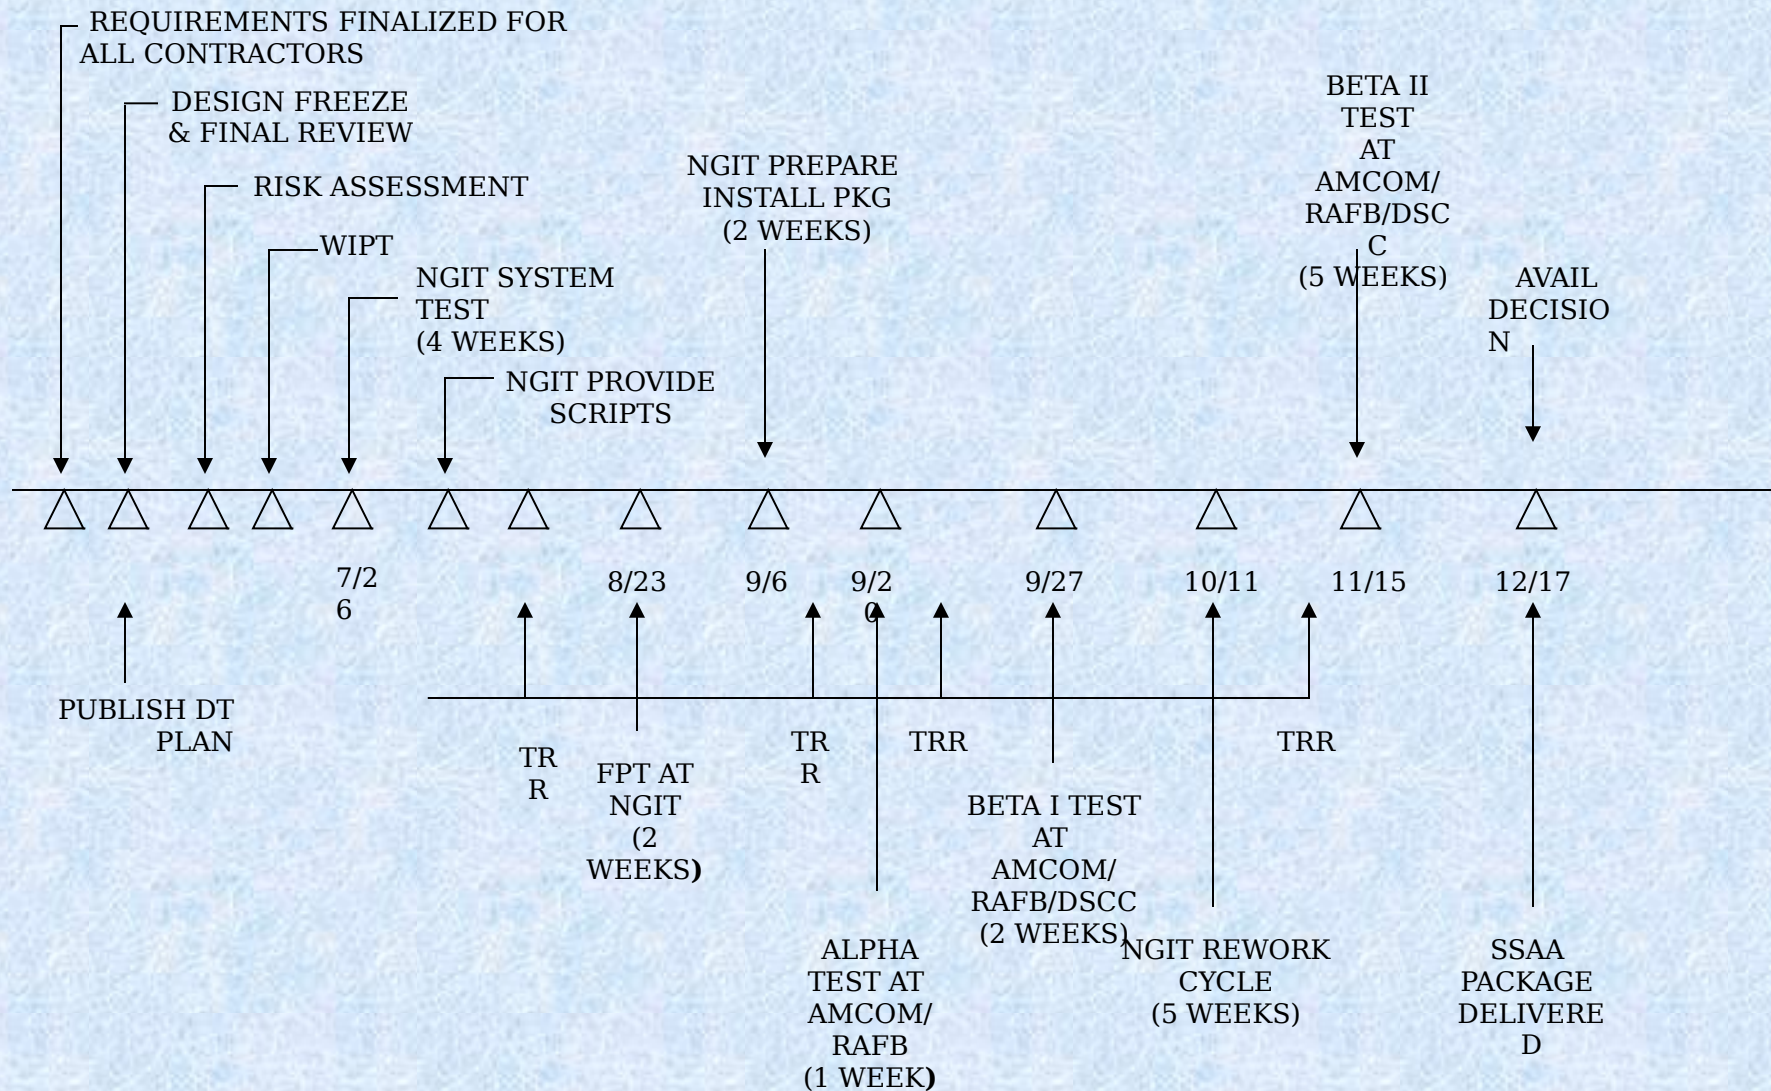 REQUIREMENTS FINALIZED FOR
ALL CONTRACTORS
DESIGN FREEZE
& FINAL REVIEW
RISK ASSESSMENT
WIPT
NGIT SYSTEM
TEST
(4 WEEKS)
NGIT PROVIDE
SCRIPTS
NGIT PREPARE
INSTALL PKG
(2 WEEKS)
BETA II
TEST
AT
AMCOM/
RAFB/DSC
C
(5 WEEKS)
AVAIL
DECISIO
N
7/2
6
8/23
9/6
9/2
0
9/27
10/11
11/15
12/17
PUBLISH DT
PLAN
TR
R
FPT AT
NGIT
(2
WEEKS)
TR
R
TRR
TRR
ALPHA
TEST AT
AMCOM/
RAFB
(1 WEEK)
BETA I TEST
AT
AMCOM/
RAFB/DSCC
(2 WEEKS)
NGIT REWORK
CYCLE
(5 WEEKS)
SSAA
PACKAGE
DELIVERE
D